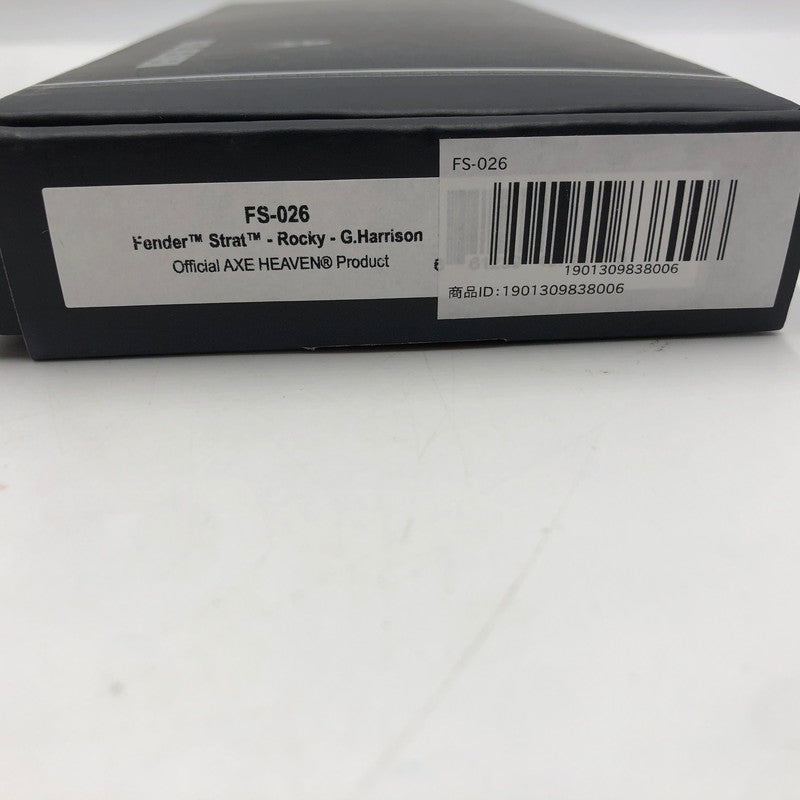 FS-026
Fender™ Strat™ - Rocky - G.Harrison
Official AXE HEAVEN® Product
FS-026
1901309838006
商品ID:1901309838006